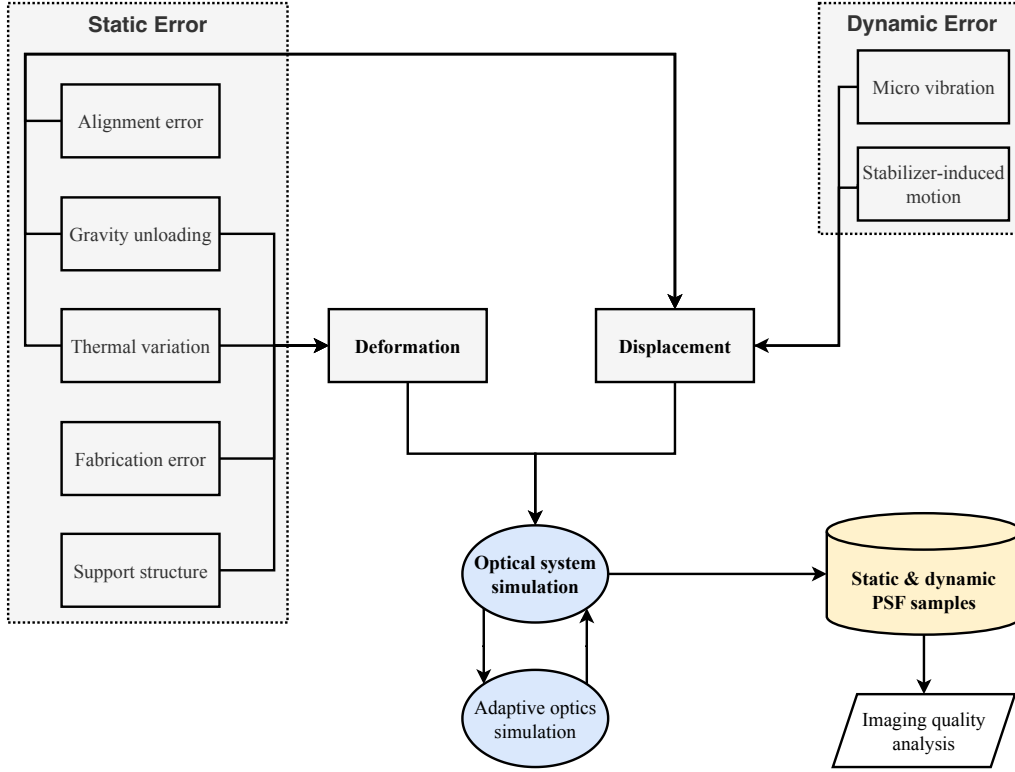 Static Error
Alignment error
Gravity unloading
Thermal variation
Fabrication error
Support structure
Dynamic Error
Micro vibration
Stabilizer-induced
motion
Deformation
Displacement
Optical system
simulation
Adaptive optics
simulation
Static & dynamic
PSF samples
Imaging quality
analysis